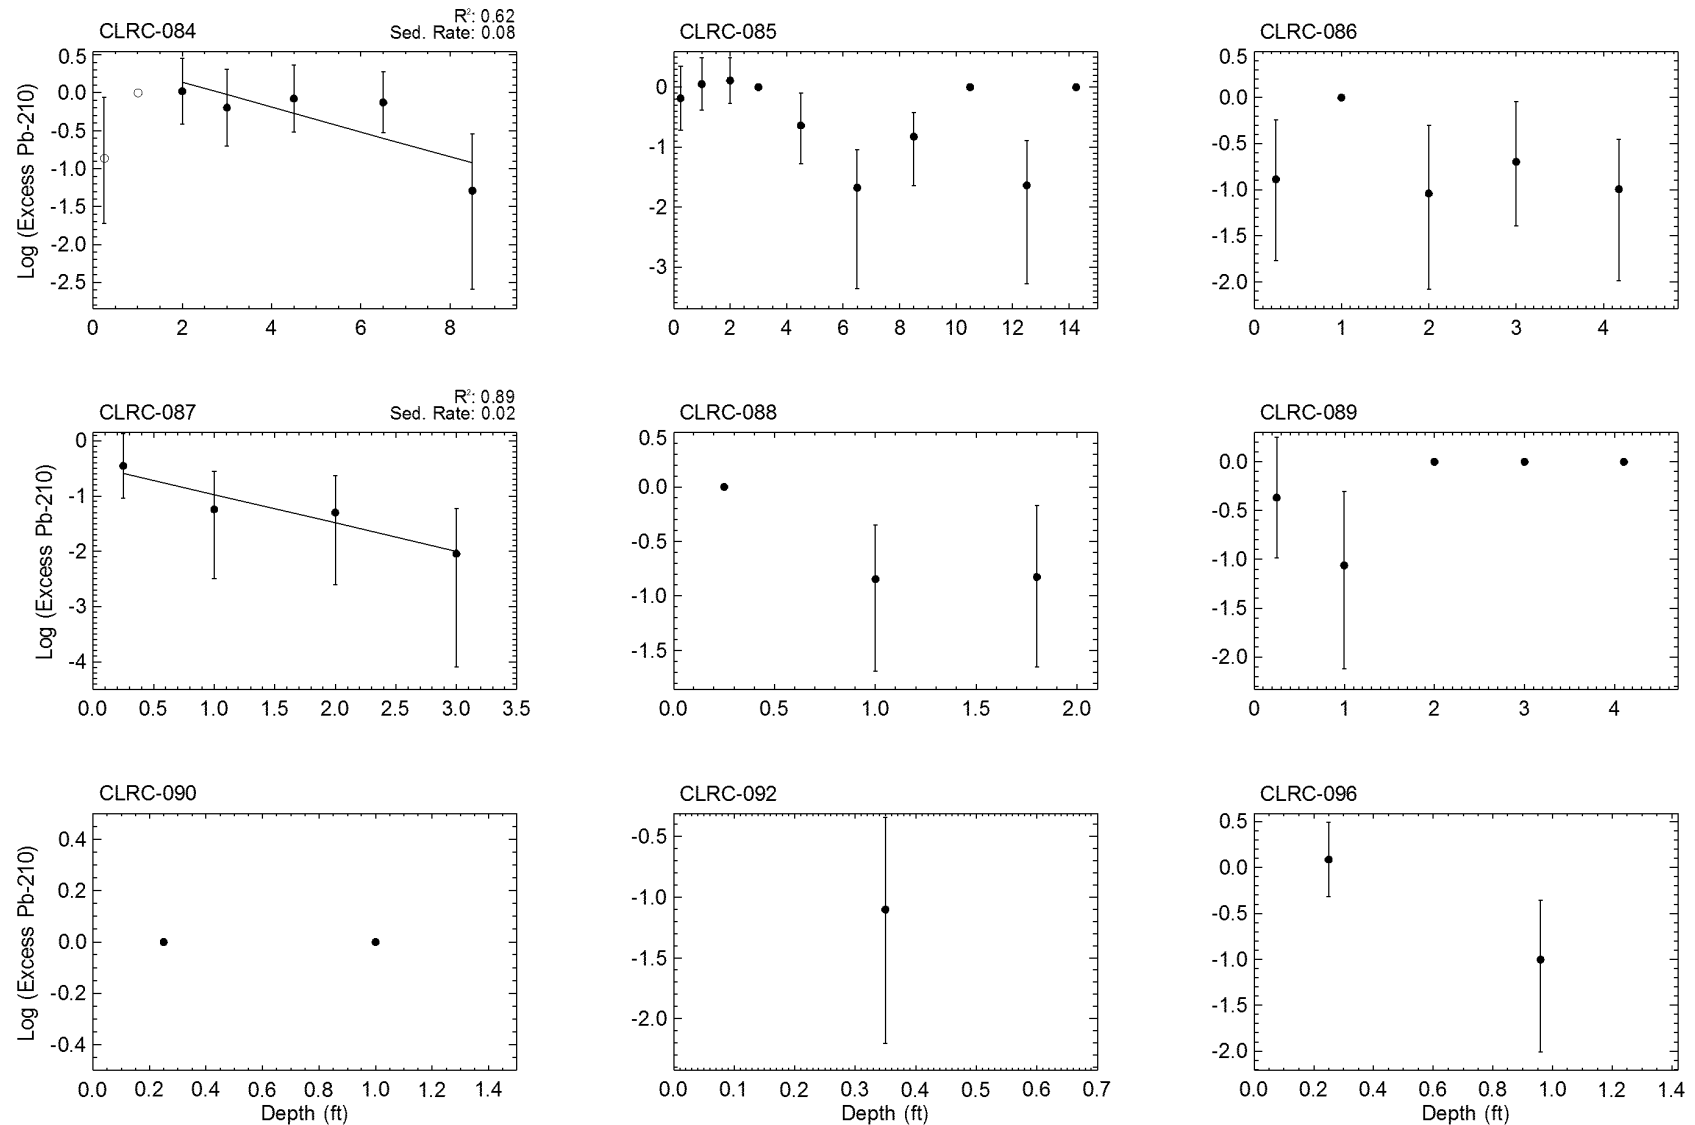 CLRC-084
R²: 0.62
Sed. Rate: 0.08
Log (Excess Pb-210)
0.5
0.0
-0.5
-1.0
-1.5
-2.0
-2.5
0 2 4 6 8
CLRC-085
0
-1
-2
-3
0 2 4 6 8 10 12 14
CLRC-086
0.5
0.0
-0.5
-1.0
-1.5
-2.0
0 1 2 3 4
CLRC-087
R²: 0.89
Sed. Rate: 0.02
Log (Excess Pb-210)
0
-1
-2
-3
-4
0.0 0.5 1.0 1.5 2.0 2.5 3.0 3.5
CLRC-088
0.5
0.0
-0.5
-1.0
-1.5
0.0 0.5 1.0 1.5 2.0
CLRC-089
0.0
-0.5
-1.0
-1.5
-2.0
0 1 2 3 4
CLRC-090
Log (Excess Pb-210)
0.4
0.2
0.0
-0.2
-0.4
0.0 0.2 0.4 0.6 0.8 1.0 1.2 1.4
Depth (ft)
CLRC-092
-0.5
-1.0
-1.5
-2.0
0.0 0.1 0.2 0.3 0.4 0.5 0.6 0.7
Depth (ft)
CLRC-096
0.5
0.0
-0.5
-1.0
-1.5
-2.0
0.0 0.2 0.4 0.6 0.8 1.0 1.2 1.4
Depth (ft)